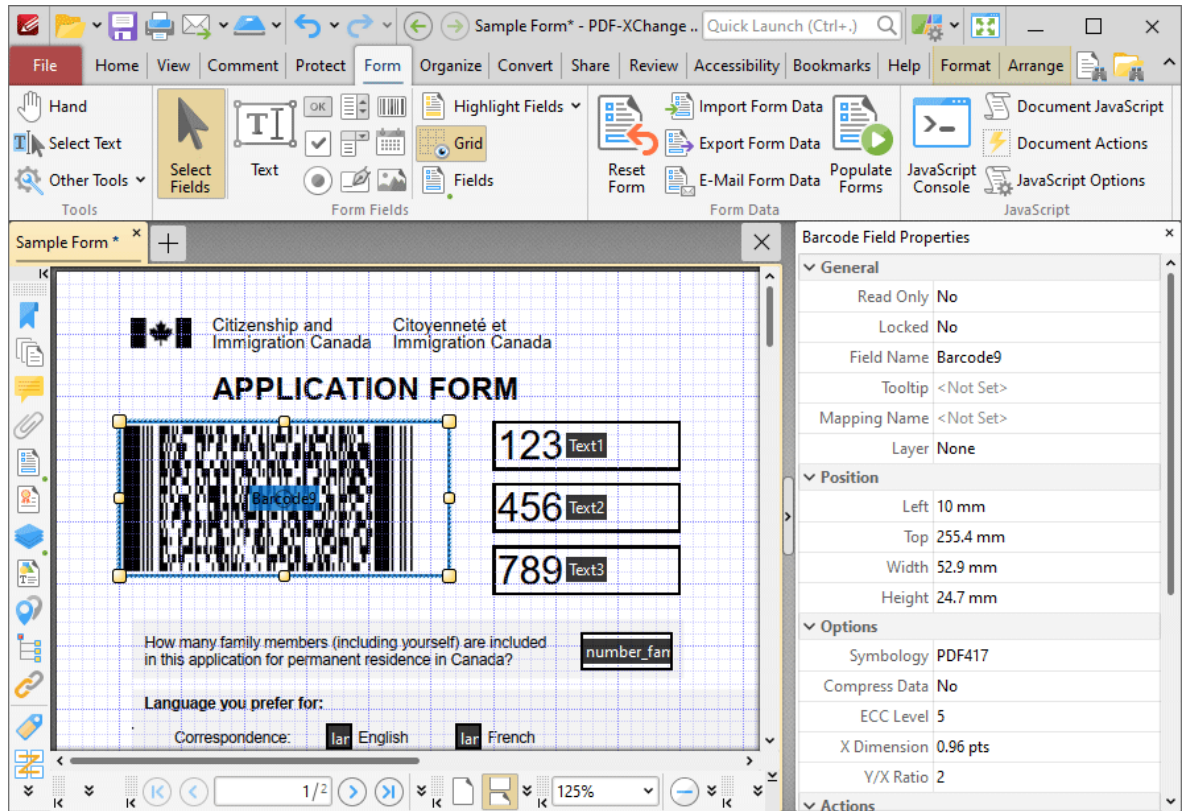 Sample Form* - PDF-XChange ..
Quick Launch (Ctrl+.)
File Home View Comment Protect Form Organize Convert Share Review Accessibility Bookmarks Help Format Arrange
Hand
Select Text
Other Tools
Tools
Select Fields
Text
OK
Highlight Fields
Grid
Fields
Form Fields
Reset Form
Import Form Data
Export Form Data
E-Mail Form Data
Populate Forms
Form Data
JavaScript Console
Document JavaScript
Document Actions
JavaScript Options
JavaScript
Sample Form *
Citizenship and Immigration Canada
Citoyenneté et Immigration Canada
APPLICATION FORM
Barcode9
123 Text1
456 Text2
789 Text3
How many family members (including yourself) are included
in this application for permanent residence in Canada?
number_fam
Language you prefer for:
Correspondence: lar English lar French
1/2
125%
Barcode Field Properties
General
Read Only No
Locked No
Field Name Barcode9
Tooltip <Not Set>
Mapping Name <Not Set>
Layer None
Position
Left 10 mm
Top 255.4 mm
Width 52.9 mm
Height 24.7 mm
Options
Symbology PDF417
Compress Data No
ECC Level 5
X Dimension 0.96 pts
Y/X Ratio 2
Actions